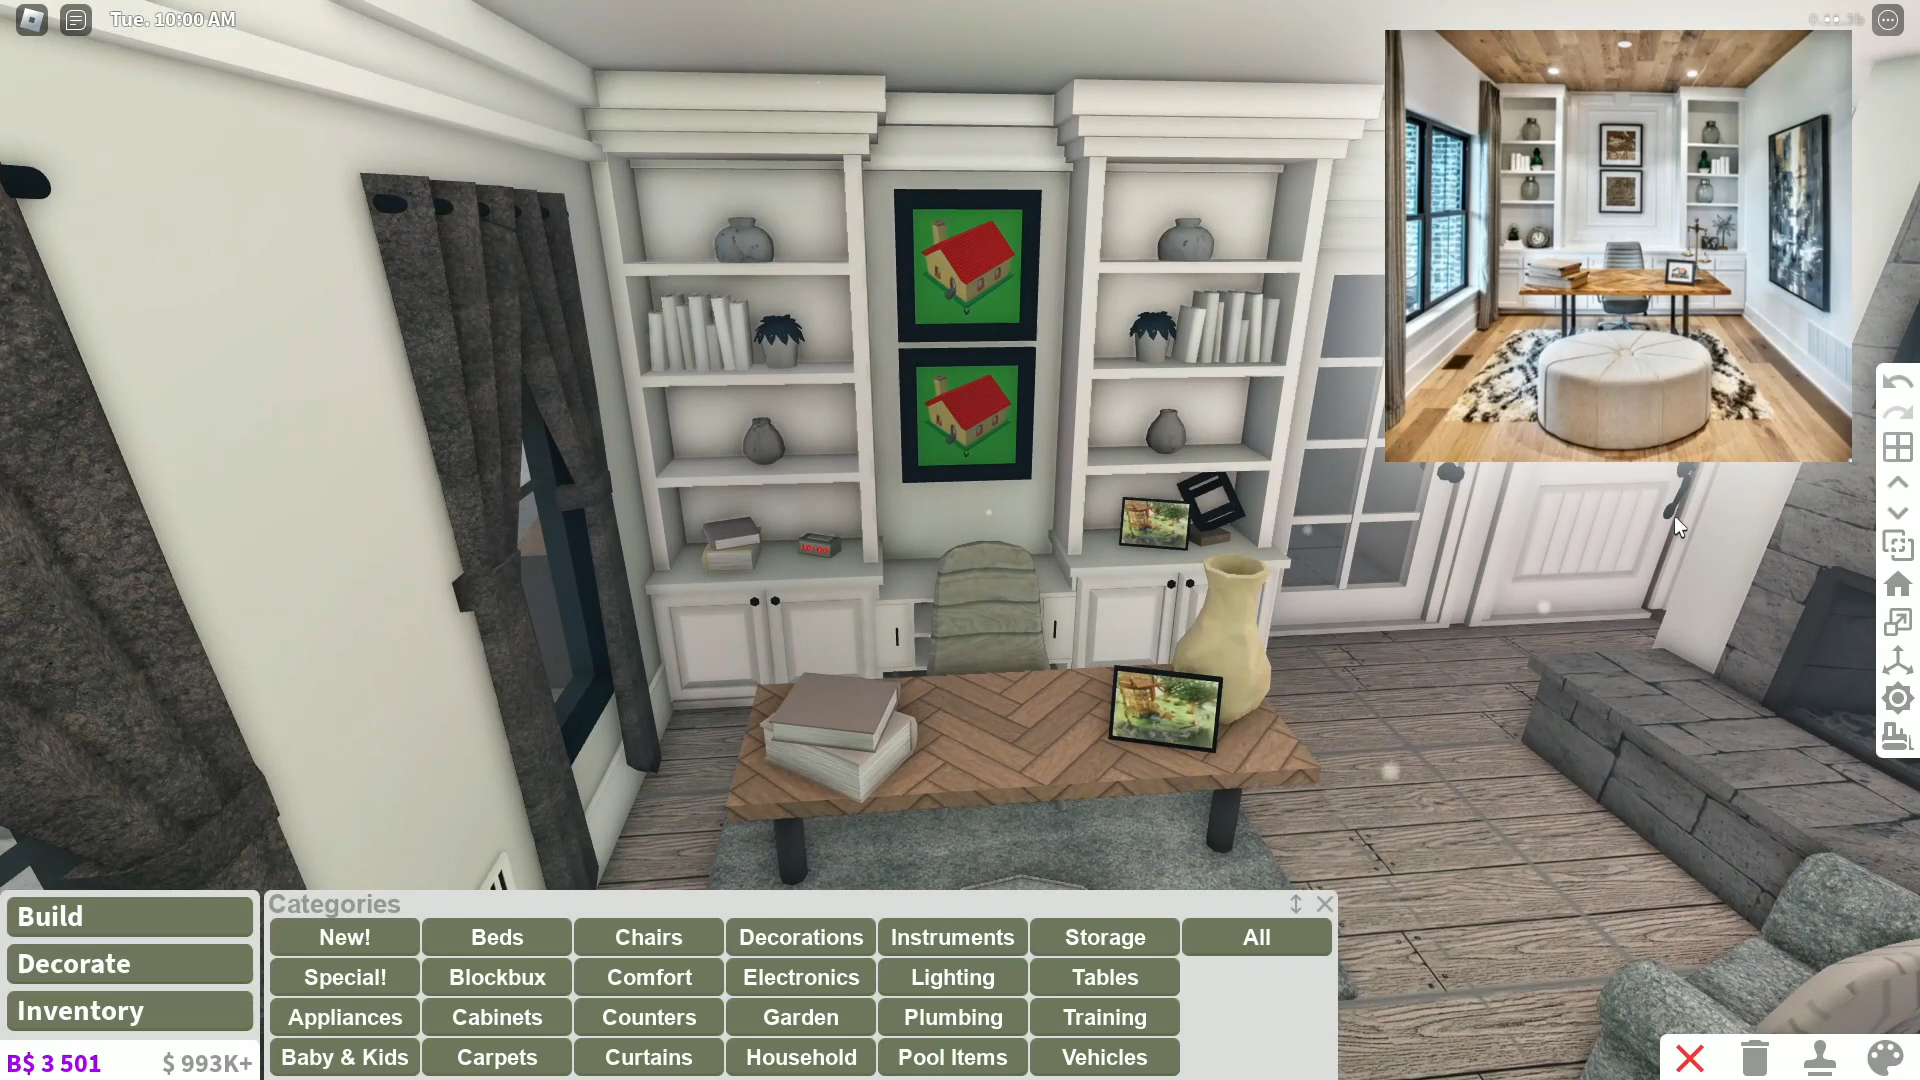 Tue. 10:00 AM
10:00
Build
Decorate
Inventory
B$ 3 501
$ 993K+
Categories
New!
Beds
Chairs
Decorations
Instruments
Storage
All
Special!
Blockbux
Comfort
Electronics
Lighting
Tables
Appliances
Cabinets
Counters
Garden
Plumbing
Training
Baby & Kids
Carpets
Curtains
Household
Pool Items
Vehicles